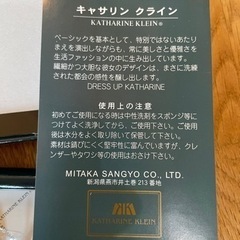 キャサリン クライン
KATHARINE KLEIN®
ベーシックを基本として、特別ではないあたり
まえを演出しながらも、常に美しさと優雅さを
生活ファッションの中に生み出しています。
繊細かつ大胆な彼女のデザインは、まさに洗練
された都会の感性を醸し出します。
DRESS UP KATHARINE
使用上の注意
初めてご使用になる時は中性洗剤をスポンジ等に
つけてよく洗浄してから、ご使用下さい。ご使用
後は水分をよく取り除いて保管して下さい。
素材は錆びにくく堅牢性に富んでいますが、クレ
ンザーやタワシ等のご使用はおさけ下さい。
MITAKA SANGYO CO., LTD.
新潟県燕市井土巻 213 番地
KATHARINE KLEIN